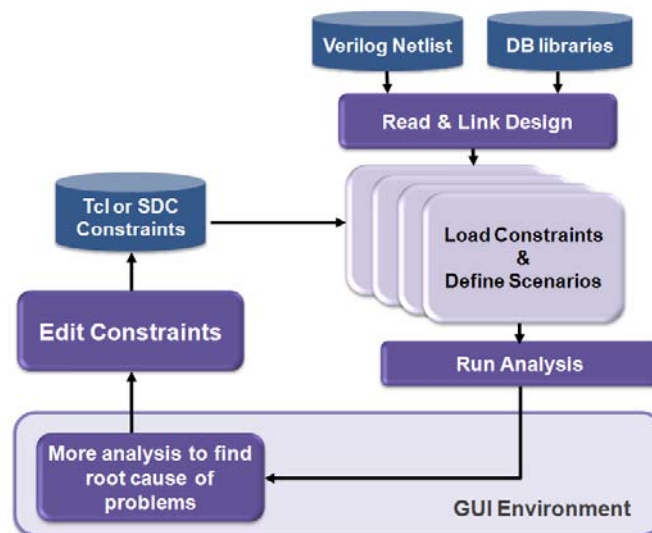 Verilog Netlist
DB libraries
Read & Link Design
Tcl or SDC
Constraints
Load Constraints
&
Define Scenarios
Edit Constraints
Run Analysis
More analysis to find
root cause of
problems
GUI Environment